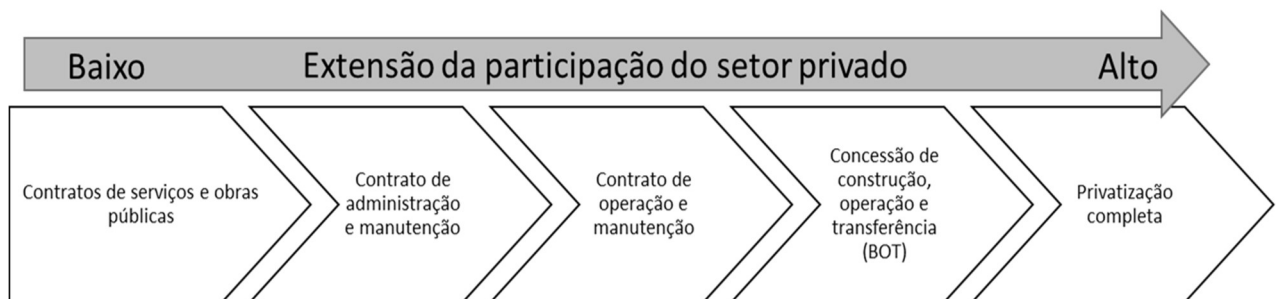 Baixo Extensão da participação do setor privado Alto
Contratos de serviços e obras
públicas
Contrato de
administração
e manutenção
Contrato de
operação e
manutenção
Concessão de
construção,
operação e
transferência
(BOT)
Privatização
completa